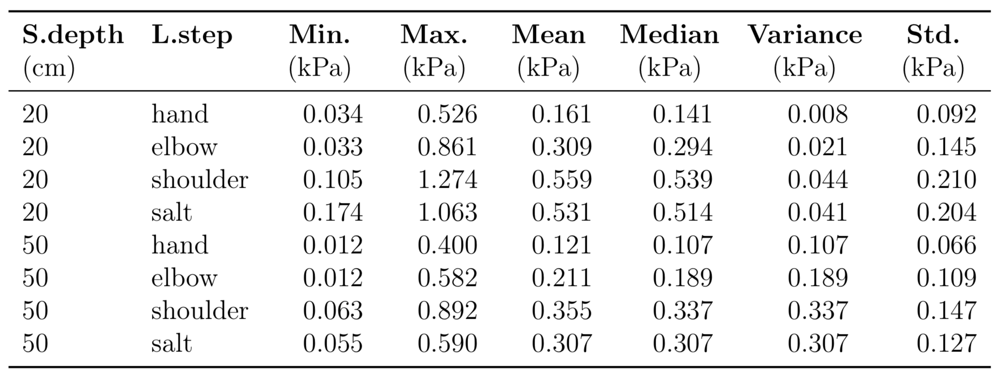 S.depth L.step Min. Max. Mean Median Variance Std.
(cm) (kPa) (kPa) (kPa) (kPa) (kPa) (kPa)
20 hand 0.034 0.526 0.161 0.141 0.008 0.092
20 elbow 0.033 0.861 0.309 0.294 0.021 0.145
20 shoulder 0.105 1.274 0.559 0.539 0.044 0.210
20 salt 0.174 1.063 0.531 0.514 0.041 0.204
50 hand 0.012 0.400 0.121 0.107 0.107 0.066
50 elbow 0.012 0.582 0.211 0.189 0.189 0.109
50 shoulder 0.063 0.892 0.355 0.337 0.337 0.147
50 salt 0.055 0.590 0.307 0.307 0.307 0.127